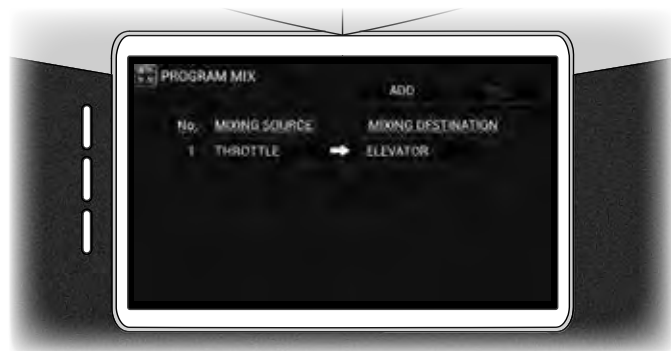 PROGRAM MIX
ADD
No. MIXING SOURCE MIXING DESTINATION
1 THROTTLE ➡ ELEVATOR